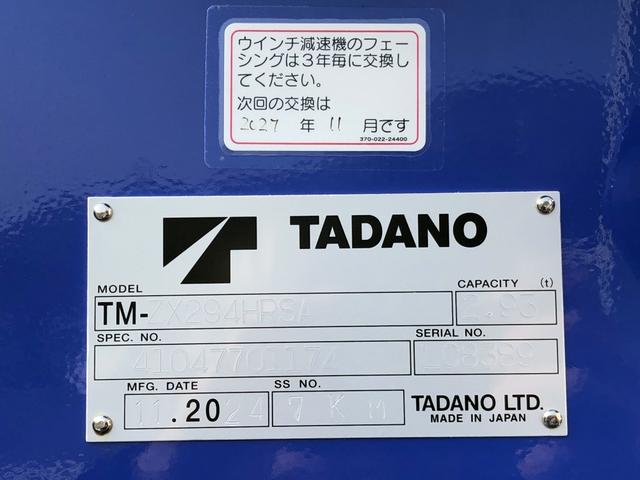 ウインチ減速機のフェー
シングは3年毎に交換し
てください。
次回の交換は
2027 年 11 月です
370-022-24400
TADANO
MODEL
CAPACITY (t)
TM-ZX294HRSA
2.93
SPEC. NO.
SERIAL NO.
MFG. DATE
SS NO.
11.2024
7KM
TADANO LTD.
MADE IN JAPAN